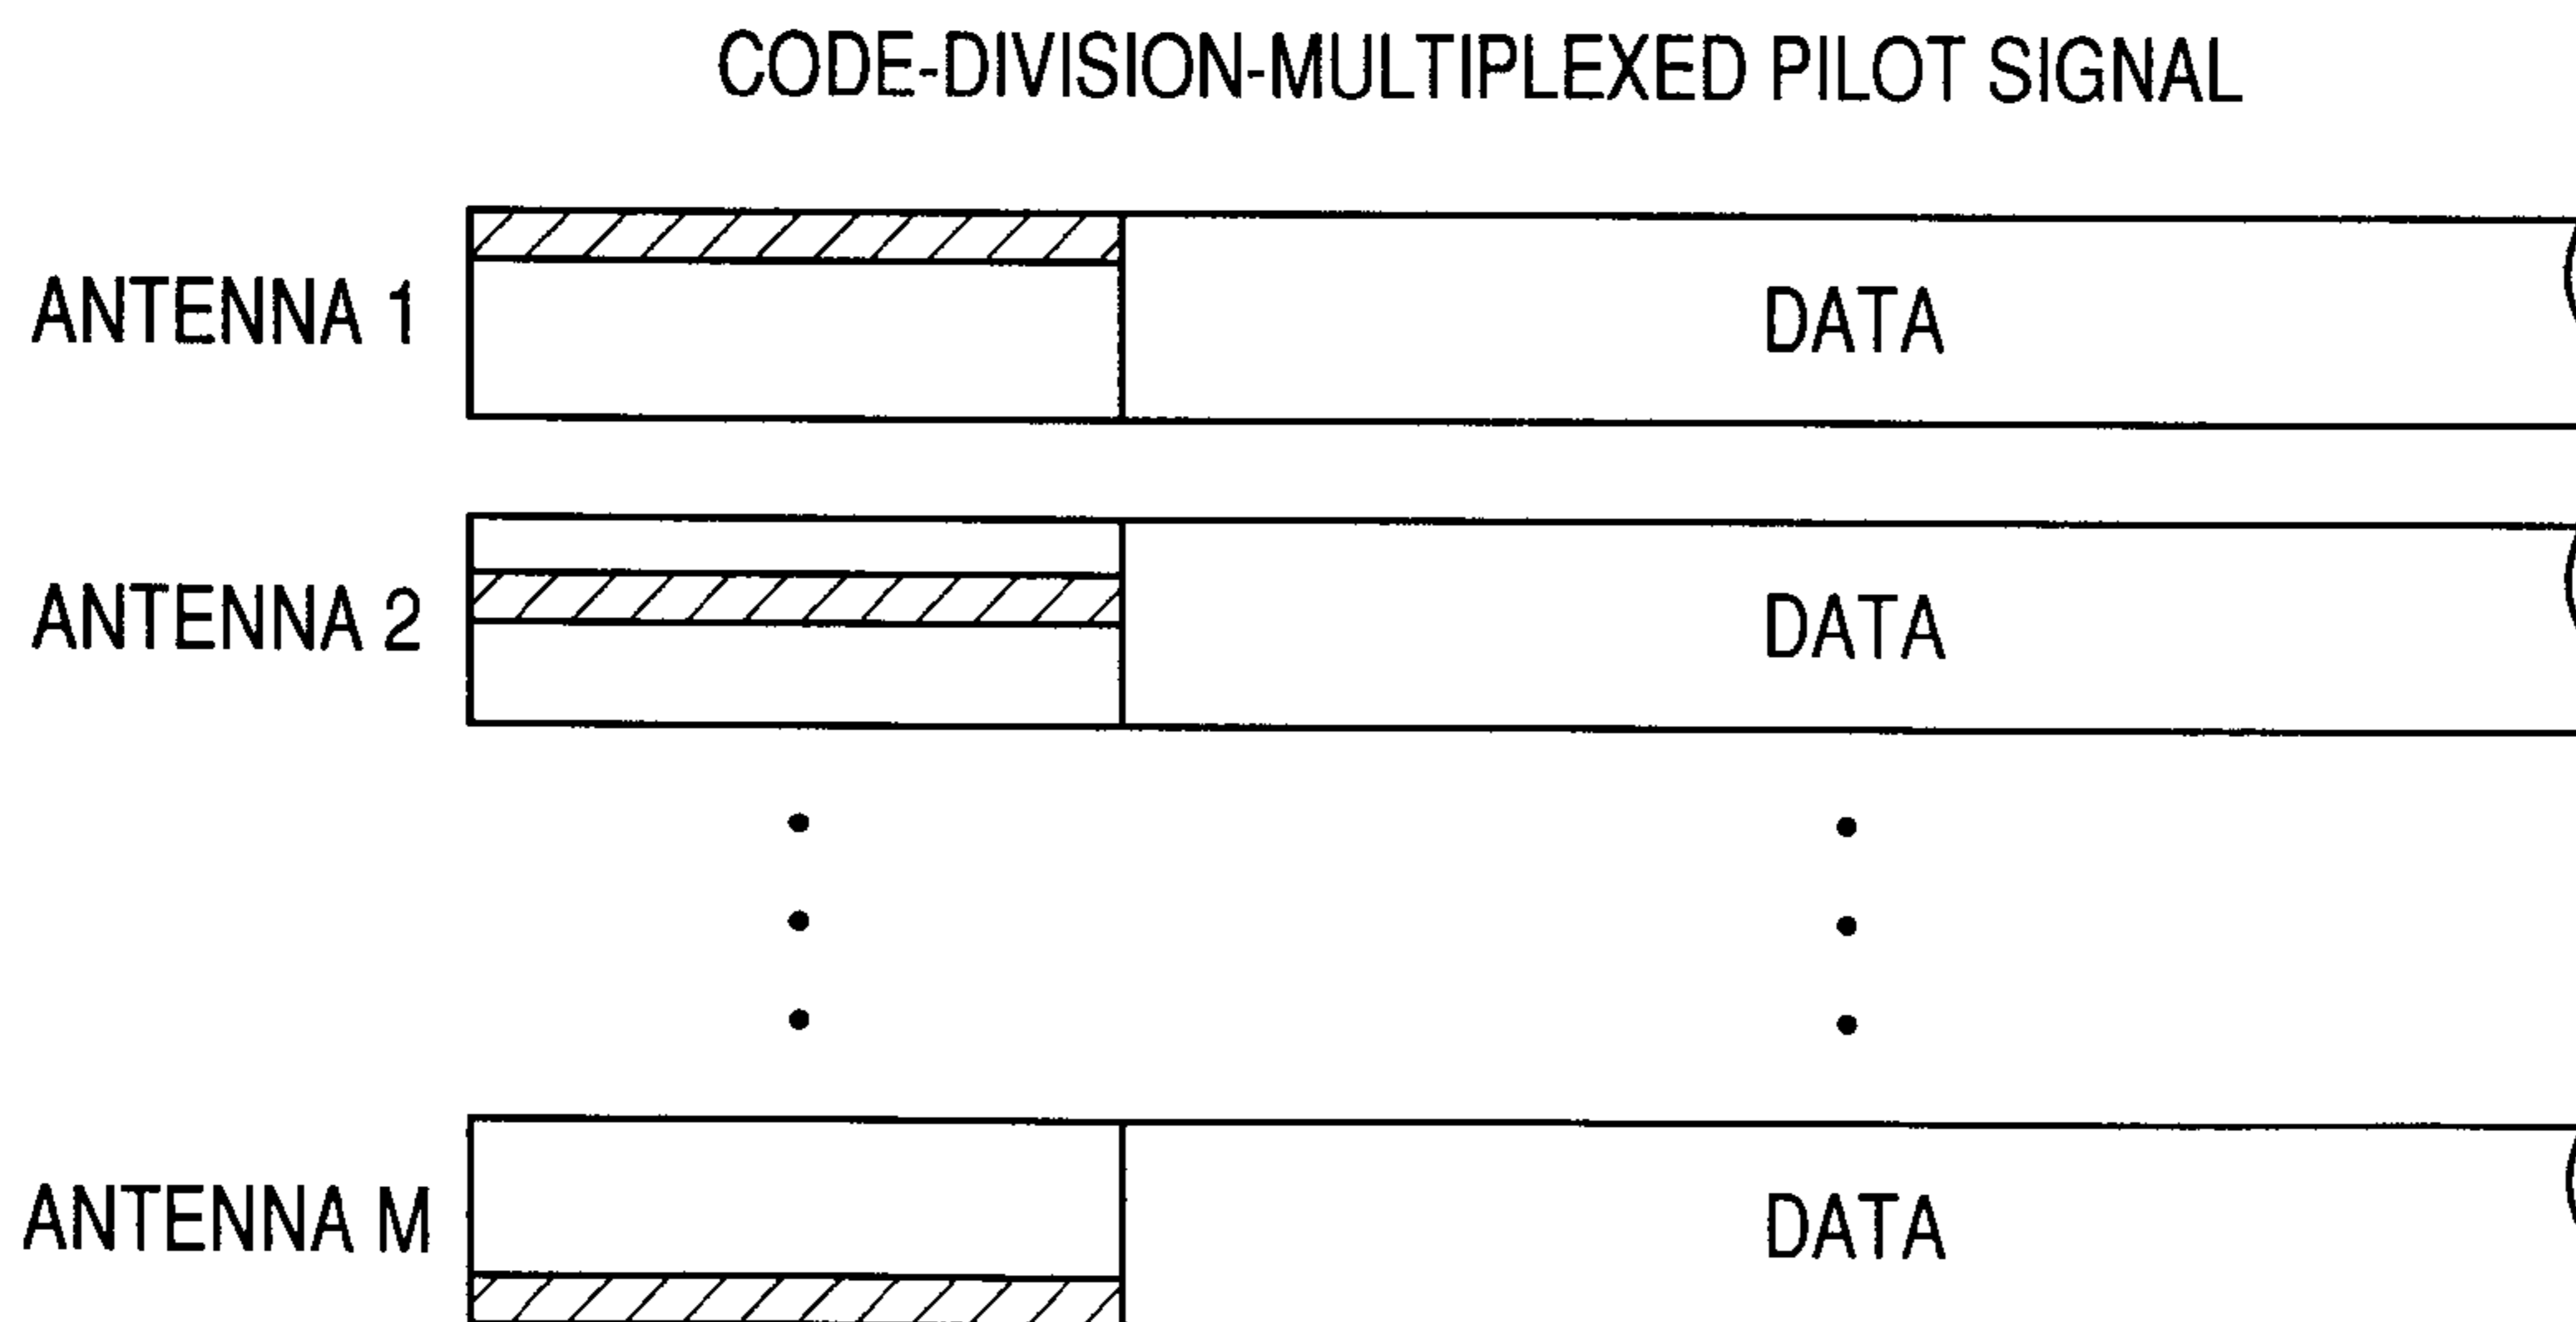 CODE-DIVISION-MULTIPLEXED PILOT SIGNAL
ANTENNA 1
DATA
ANTENNA 2
DATA
ANTENNA M
DATA